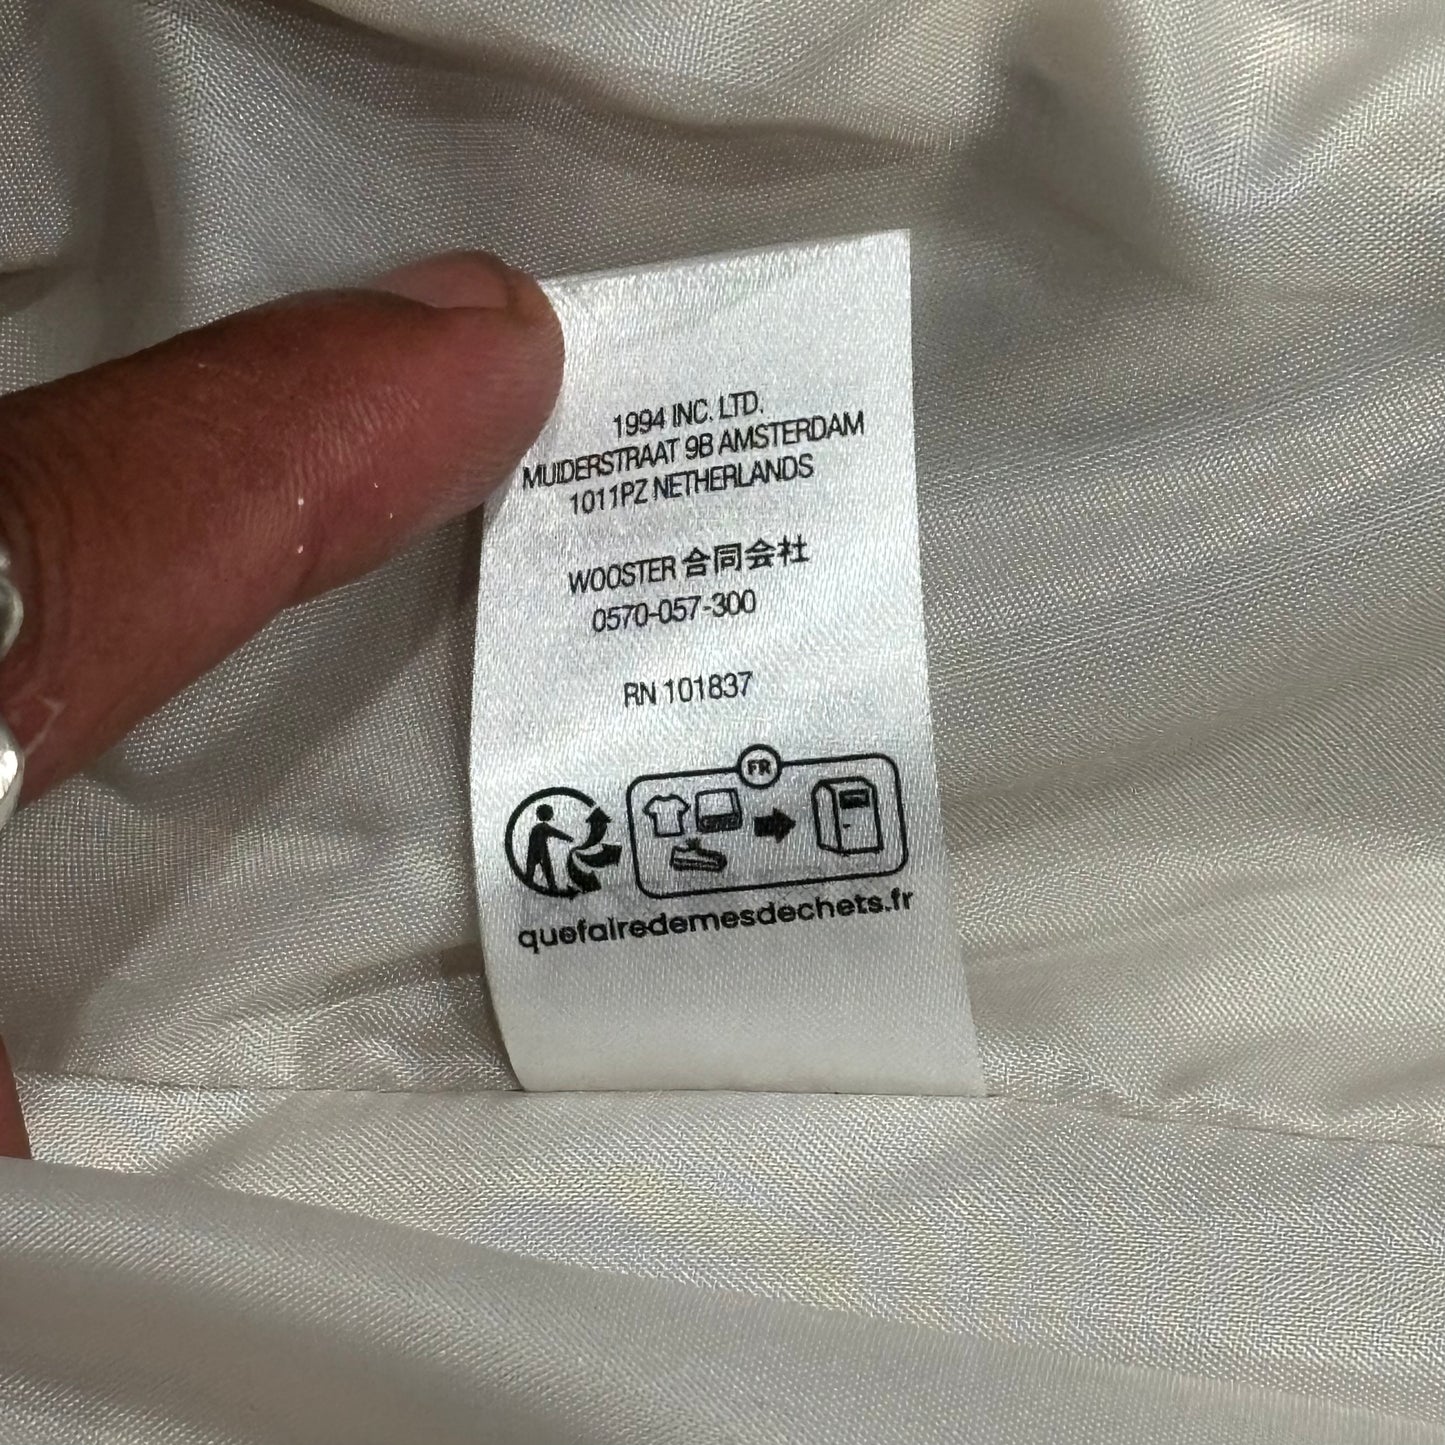 1994 INC. LTD.
MUIDERSTRAAT 9B AMSTERDAM
1011PZ NETHERLANDS
WOOSTER 合同会社
0570-057-300
RN 101837
FR
quefairedemesdechets.fr